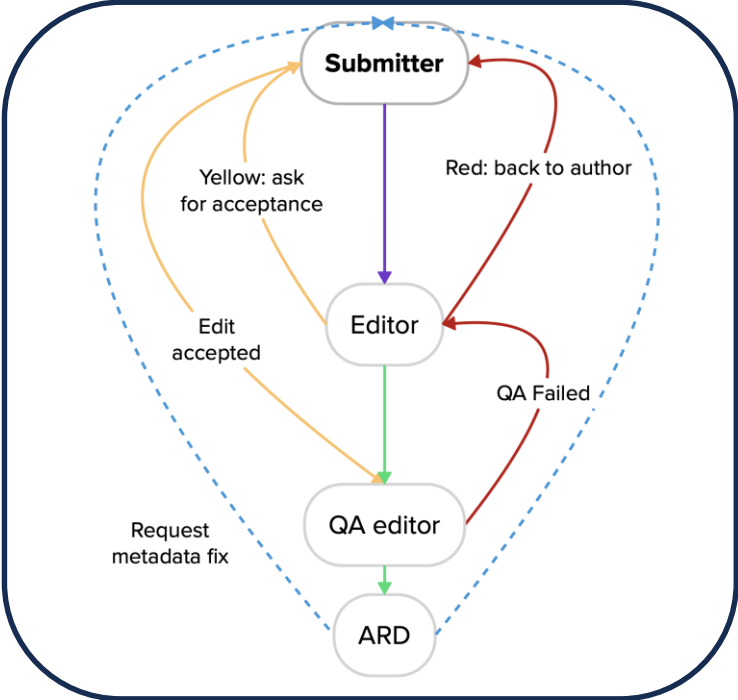 Submitter
Red: back to author
Yellow: ask
for acceptance
Editor
Edit
accepted
QA Failed
QA editor
Request
metadata fix
ARD